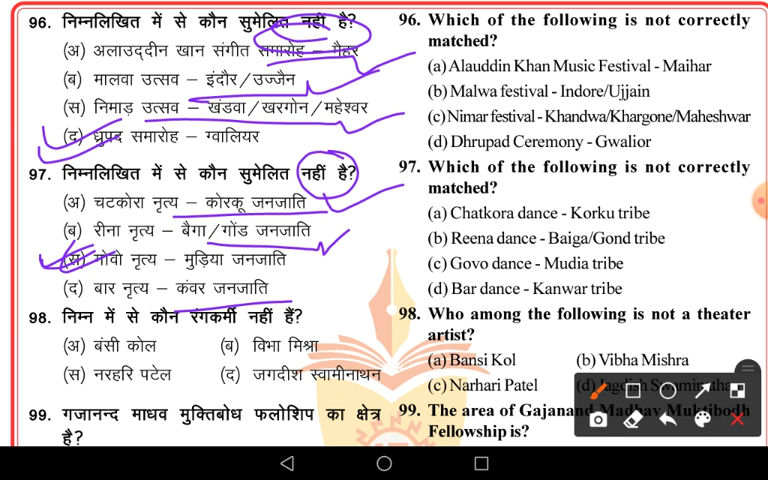 96. निम्नलिखित में से कौन सुमेलित नहीं है?
(अ) अलाउद्दीन खान संगीत समारोह – मैहर
(ब) मालवा उत्सव – इंदौर/उज्जैन
(स) निमाड़ उत्सव – खंडवा/खरगोन/महेश्वर
(द) ध्रुपद समारोह – ग्वालियर
97. निम्नलिखित में से कौन सुमेलित नहीं है?
(अ) चटकोरा नृत्य – कोरकू जनजाति
(ब) रीना नृत्य – बैगा/गोंड जनजाति
(स) गोवो नृत्य – मुड़िया जनजाति
(द) बार नृत्य – कंवर जनजाति
98. निम्न में से कौन रंगकर्मी नहीं हैं?
(अ) बंसी कोल (ब) विभा मिश्रा
(स) नरहरि पटेल (द) जगदीश स्वामीनाथन
99. गजानन्द माधव मुक्तिबोध फलोशिप का क्षेत्र
है?
96. Which of the following is not correctly
matched?
(a) Alauddin Khan Music Festival - Maihar
(b) Malwa festival - Indore/Ujjain
(c) Nimar festival - Khandwa/Khargone/Maheshwar
(d) Dhrupad Ceremony - Gwalior
97. Which of the following is not correctly
matched?
(a) Chatkora dance - Korku tribe
(b) Reena dance - Baiga/Gond tribe
(c) Govo dance - Mudia tribe
(d) Bar dance - Kanwar tribe
98. Who among the following is not a theater
artist?
(a) Bansi Kol (b) Vibha Mishra
(c) Narhari Patel (d) Jagdish Swaminathan
99. The area of Gajanand Madhav Muktibodh
Fellowship is?